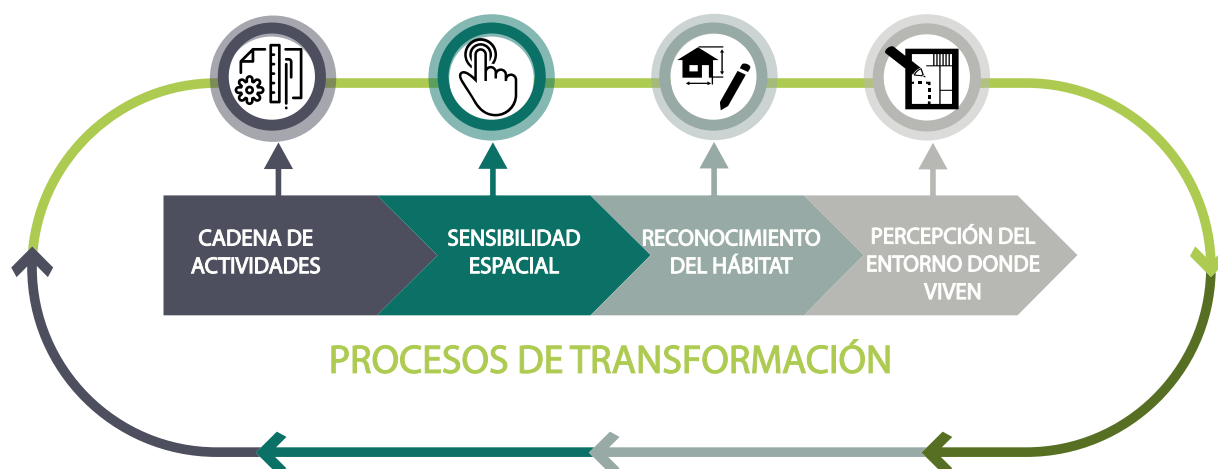 CADENA DE
ACTIVIDADES
SENSIBILIDAD
ESPACIAL
RECONOCIMIENTO
DEL HÁBITAT
PERCEPCIÓN DEL
ENTORNO DONDE
VIVEN
PROCESOS DE TRANSFORMACIÓN